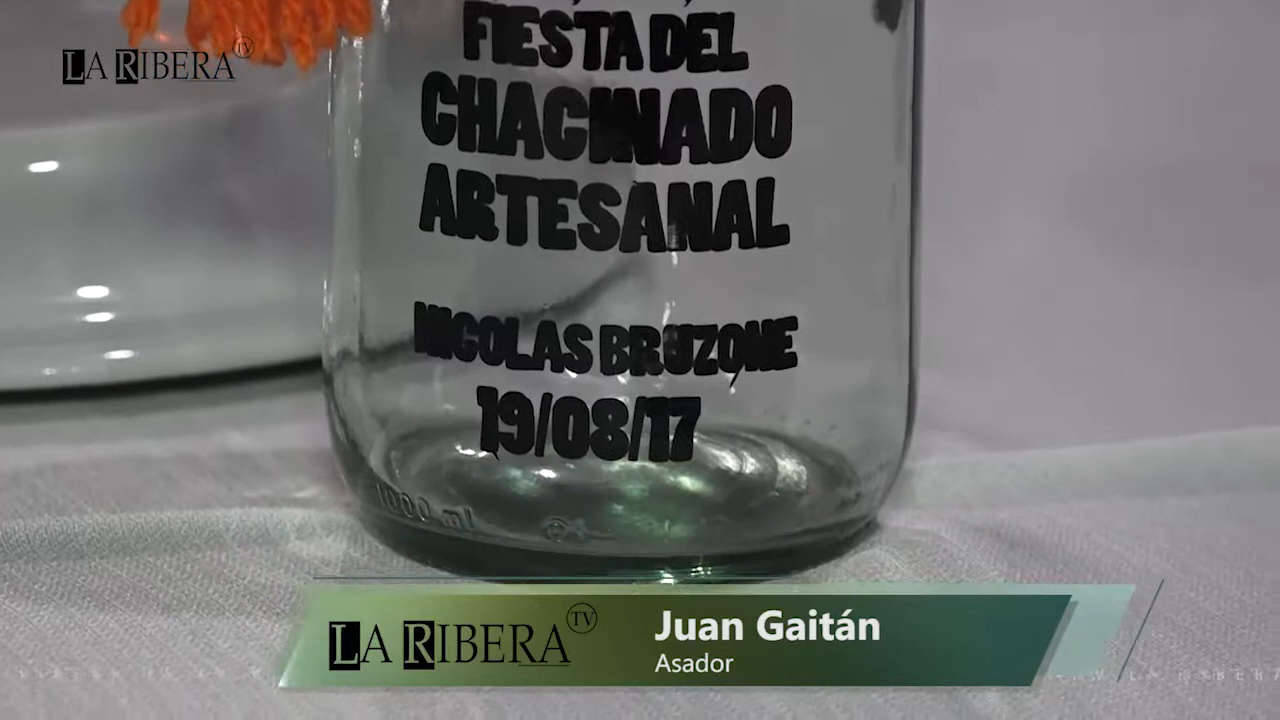 LA RIBERA TV
FIESTA DEL
CHACINADO
ARTESANAL
NICOLAS BRUZONE
19/08/17
1000 ml
LA RIBERA TV
Juan Gaitán
Asador